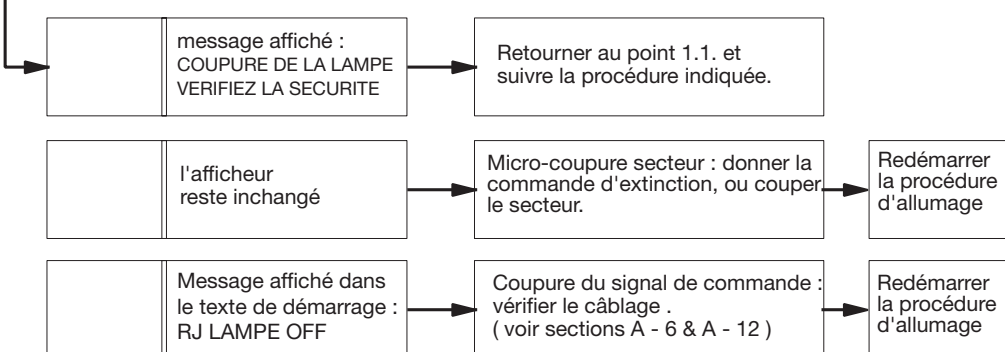 message affiché :
COUPURE DE LA LAMPE
VERIFIEZ LA SECURITE
Retourner au point 1.1. et
suivre la procédure indiquée.
l'afficheur
reste inchangé
Micro-coupure secteur : donner la
commande d'extinction, ou couper
le secteur.
Redémarrer
la procédure
d'allumage
Message affiché dans
le texte de démarrage :
RJ LAMPE OFF
Coupure du signal de commande :
vérifier le câblage .
( voir sections A - 6 & A - 12 )
Redémarrer
la procédure
d'allumage